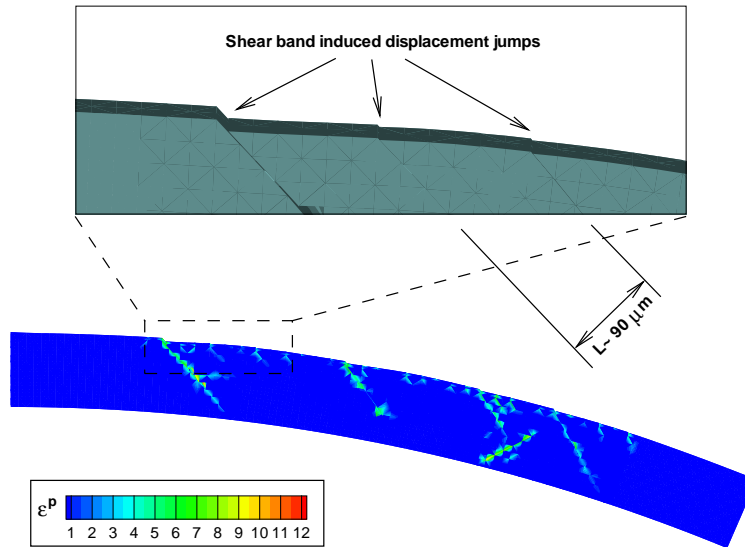 Shear band induced displacement jumps
L~ 90 μm
εᵖ
1 2 3 4 5 6 7 8 9 10 11 12